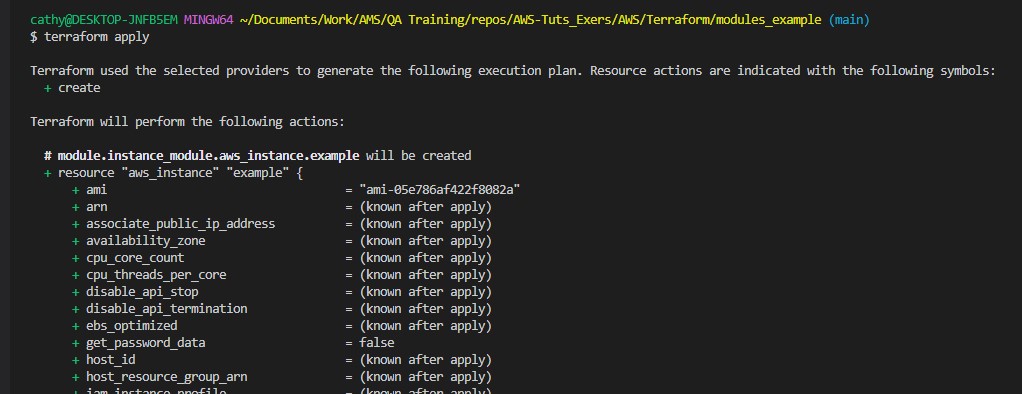 cathy@DESKTOP-JNFB5EM MINGW64 ~/Documents/Work/AMS/QA Training/repos/AWS-Tuts_Exers/AWS/Terraform/modules_example (main)
$ terraform apply
Terraform used the selected providers to generate the following execution plan. Resource actions are indicated with the following symbols:
+ create
Terraform will perform the following actions:
# module.instance_module.aws_instance.example will be created
+ resource "aws_instance" "example" {
+ ami = "ami-05e786af422f8082a"
+ arn = (known after apply)
+ associate_public_ip_address = (known after apply)
+ availability_zone = (known after apply)
+ cpu_core_count = (known after apply)
+ cpu_threads_per_core = (known after apply)
+ disable_api_stop = (known after apply)
+ disable_api_termination = (known after apply)
+ ebs_optimized = (known after apply)
+ get_password_data = false
+ host_id = (known after apply)
+ host_resource_group_arn = (known after apply)
+ iam_instance_profile = (known after apply)